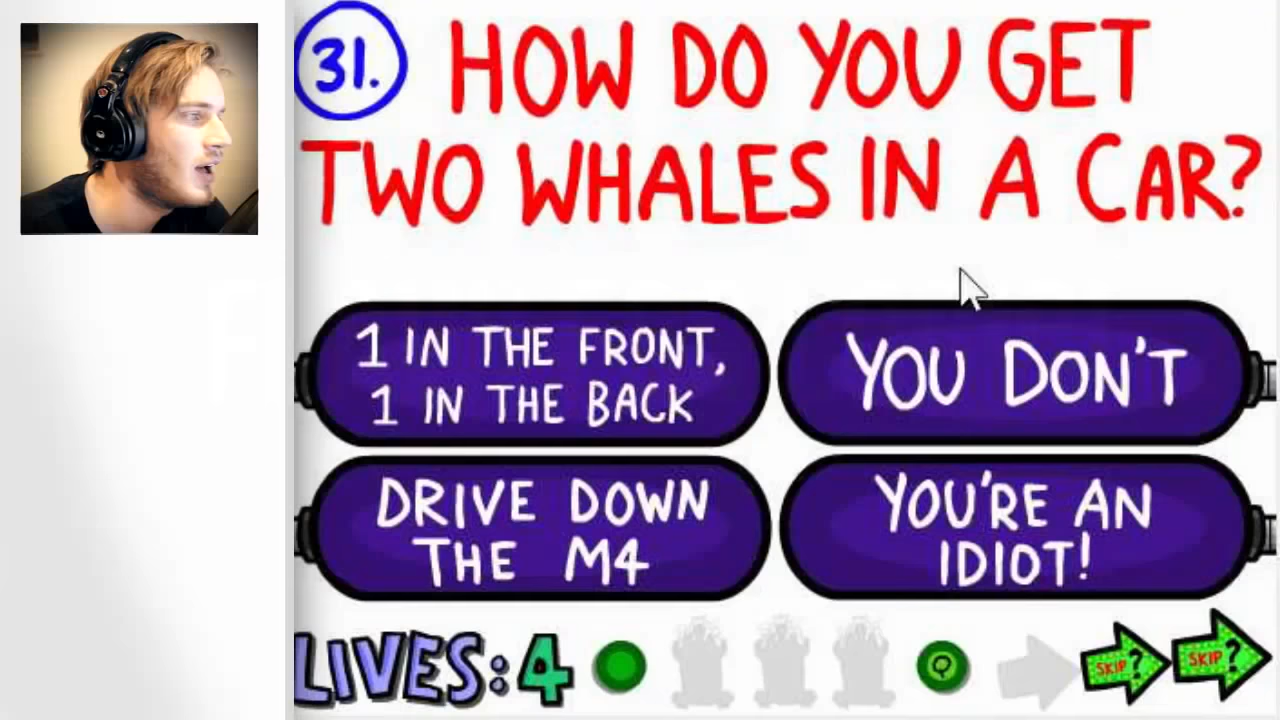 31.
HOW DO YOU GET
TWO WHALES IN A CAR?
1 IN THE FRONT,
1 IN THE BACK
YOU DON'T
DRIVE DOWN
THE M4
YOU'RE AN
IDIOT!
LIVES:4
Q
SKIP?
SKIP?